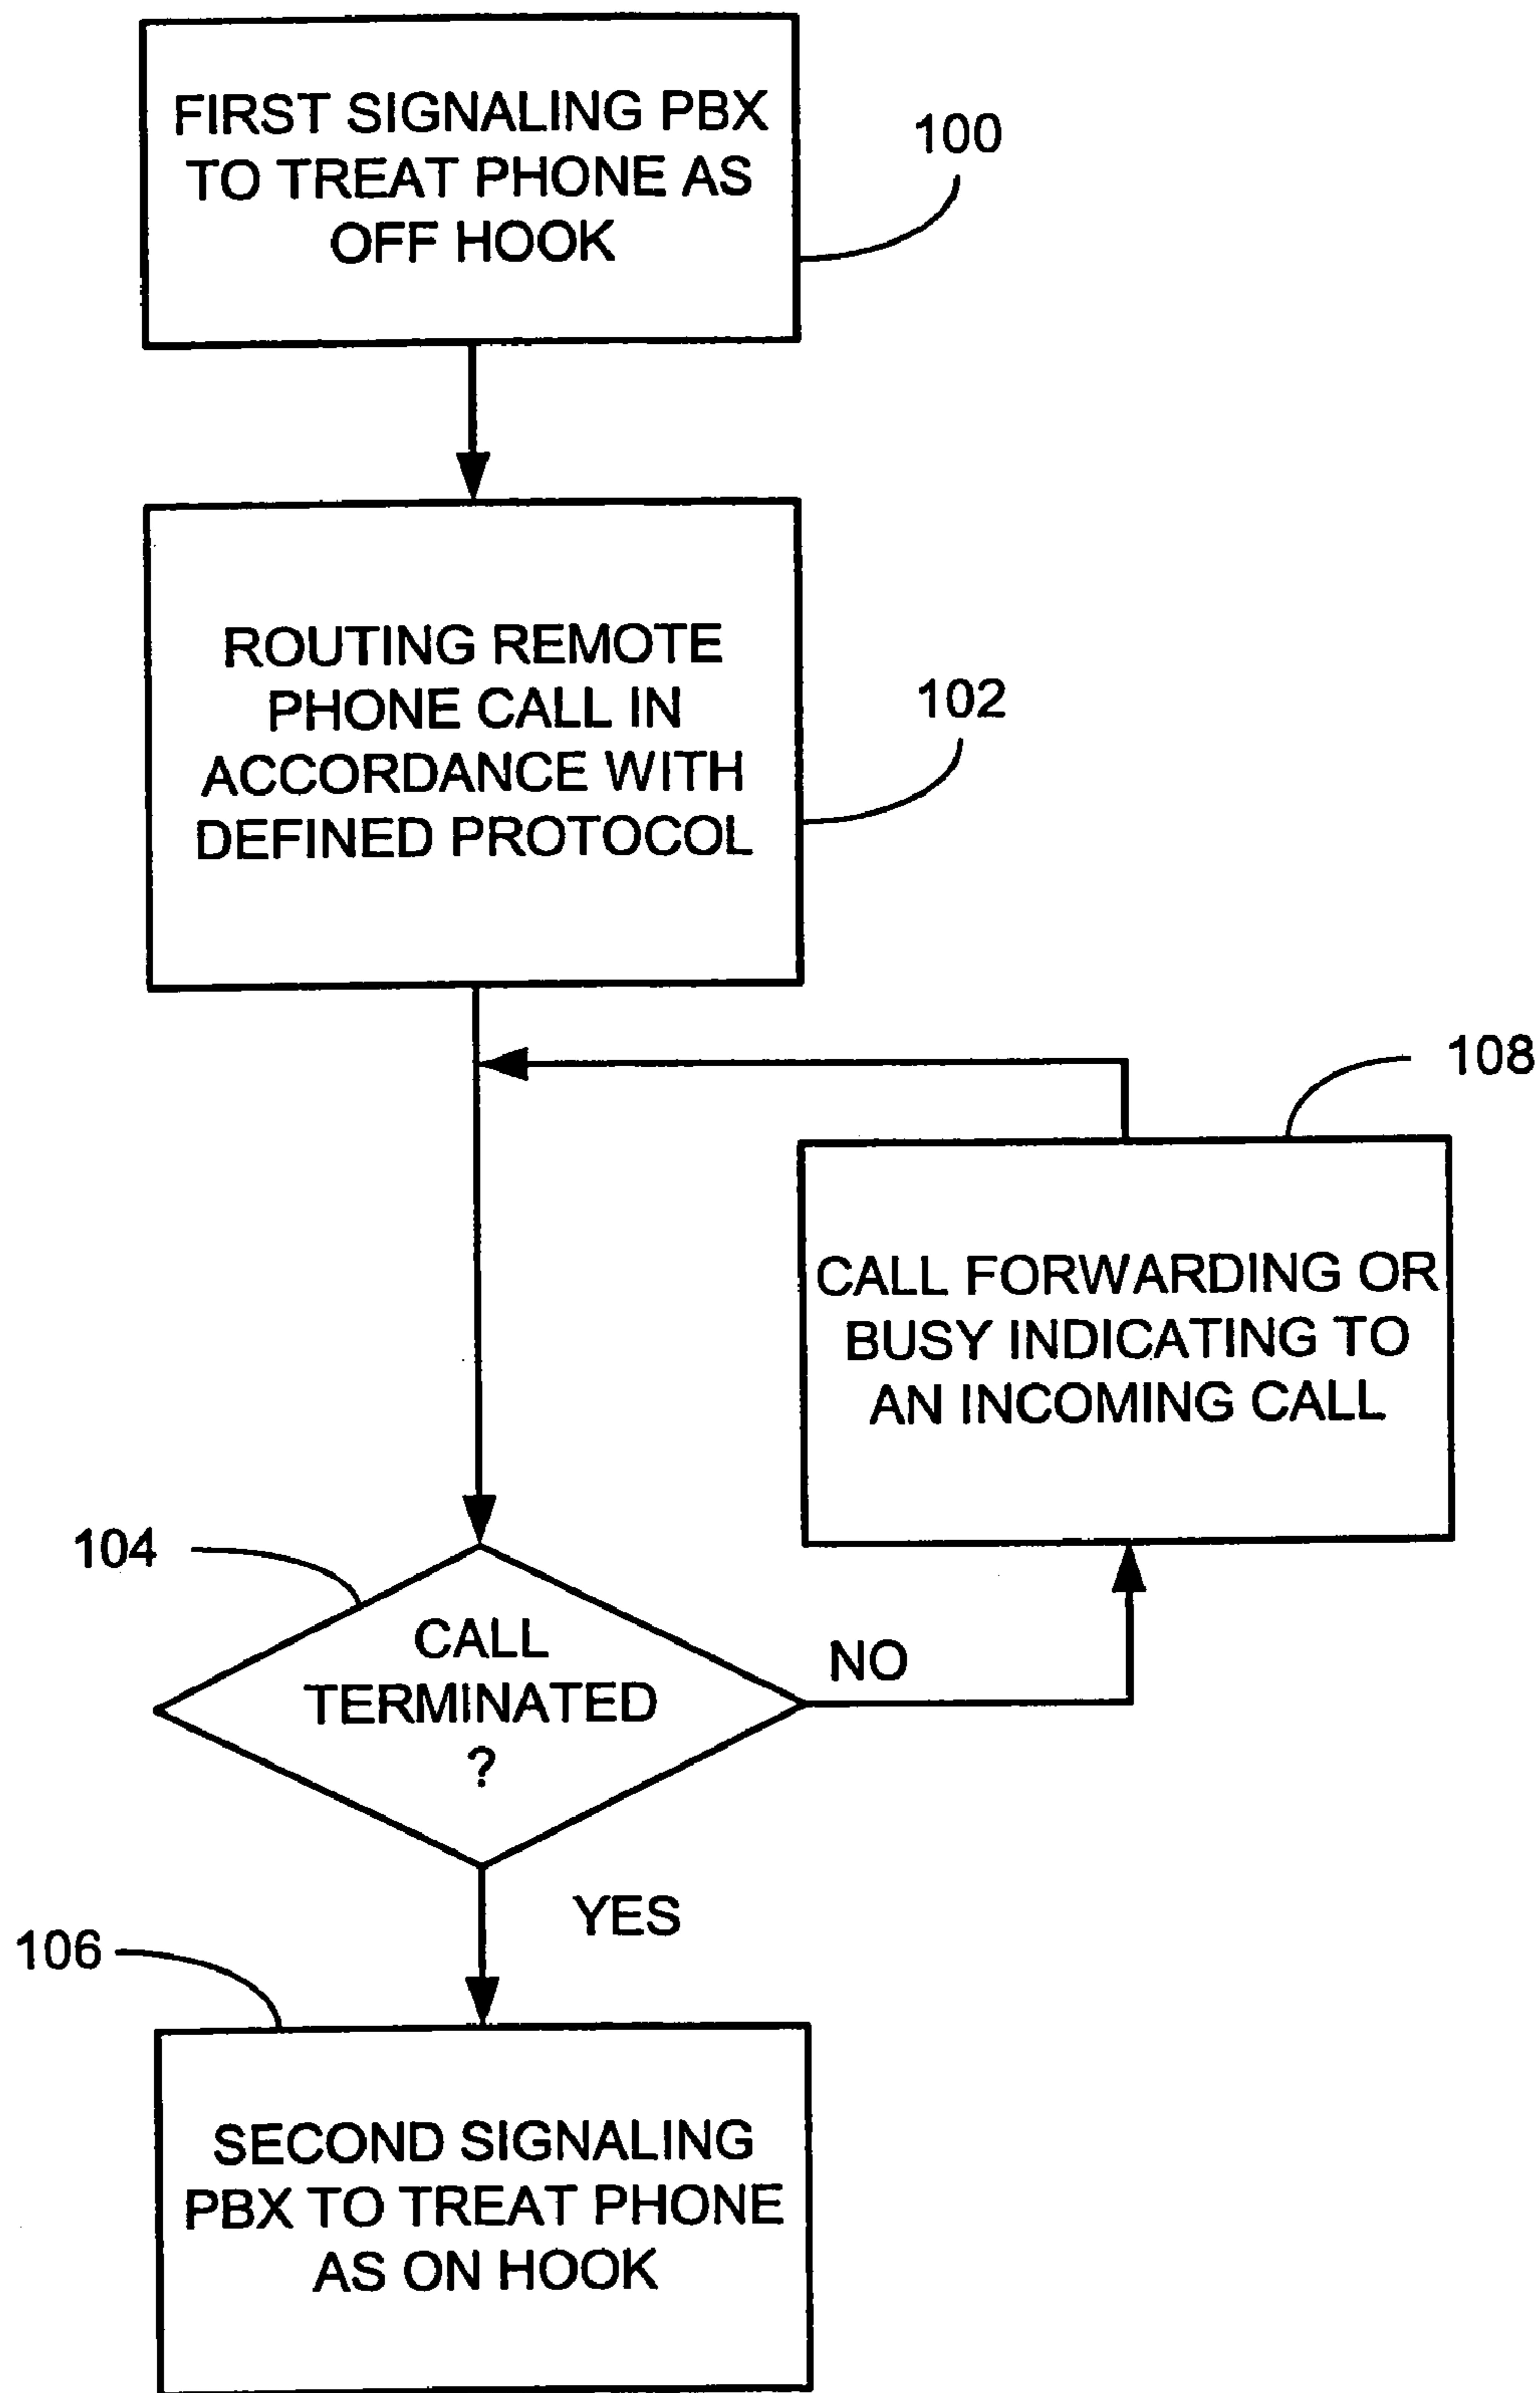 FIRST SIGNALING PBX
TO TREAT PHONE AS
OFF HOOK
100
ROUTING REMOTE
PHONE CALL IN
ACCORDANCE WITH
DEFINED PROTOCOL
102
108
CALL FORWARDING OR
BUSY INDICATING TO
AN INCOMING CALL
104
CALL
TERMINATED
?
NO
YES
106
SECOND SIGNALING
PBX TO TREAT PHONE
AS ON HOOK